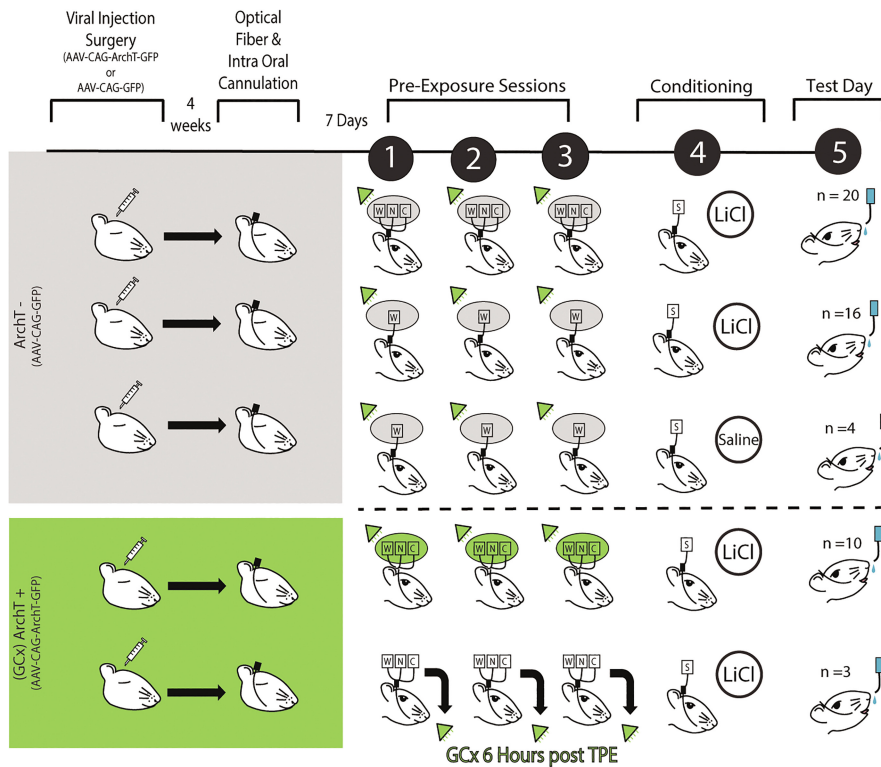 Viral Injection
Surgery
(AAV-CAG-ArchT-GFP
or
AAV-CAG-GFP)
4
weeks
Optical
Fiber &
Intra Oral
Cannulation
7 Days
Pre-Exposure Sessions
Conditioning
Test Day
1
2
3
4
5
ArchT -
(AAV-CAG-GFP)
W N C
W N C
W N C
S
LiCl
n = 20
W
W
W
S
LiCl
n =16
W
W
W
S
Saline
n =4
(GCx) ArchT +
(AAV-CAG-ArchT-GFP)
W N C
W N C
W N C
S
LiCl
n =10
W N C
W N C
W N C
S
LiCl
n =3
GCx 6 Hours post TPE